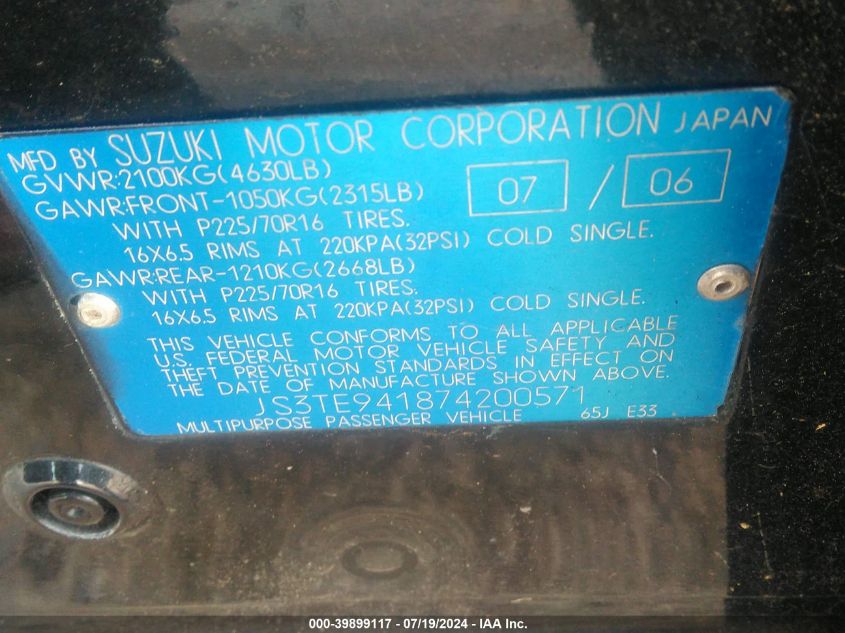 MFD BY SUZUKI MOTOR CORPORATION JAPAN
GVWR:2100KG(4630LB)
GAWR:FRONT-1050KG(2315LB) 07 / 06
WITH P225/70R16 TIRES.
16X6.5 RIMS AT 220KPA(32PSI) COLD SINGLE.
GAWR:REAR-1210KG(2668LB)
WITH P225/70R16 TIRES.
16X6.5 RIMS AT 220KPA(32PSI) COLD SINGLE.
THIS VEHICLE CONFORMS TO ALL APPLICABLE
U.S. FEDERAL MOTOR VEHICLE SAFETY AND
THEFT PREVENTION STANDARDS IN EFFECT ON
THE DATE OF MANUFACTURE SHOWN ABOVE.
JS3TE941874200571
MULTIPURPOSE PASSENGER VEHICLE 65J E33
000-39899117 - 07/19/2024 - IAA Inc.